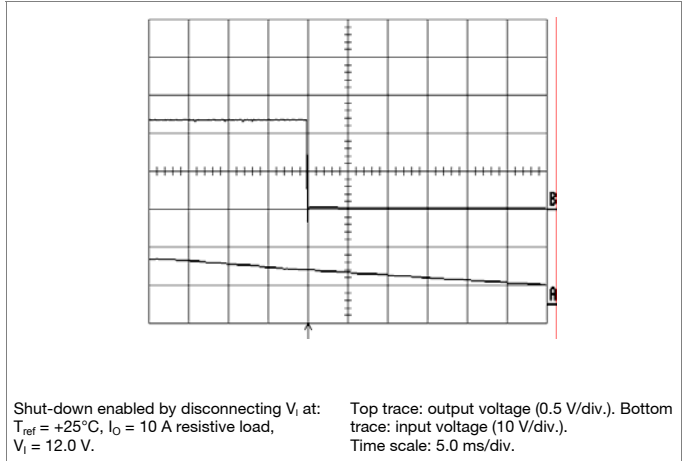 B
A
Shut-down enabled by disconnecting VI at:
Tref = +25°C, IO = 10 A resistive load,
VI = 12.0 V.
Top trace: output voltage (0.5 V/div.). Bottom
trace: input voltage (10 V/div.).
Time scale: 5.0 ms/div.